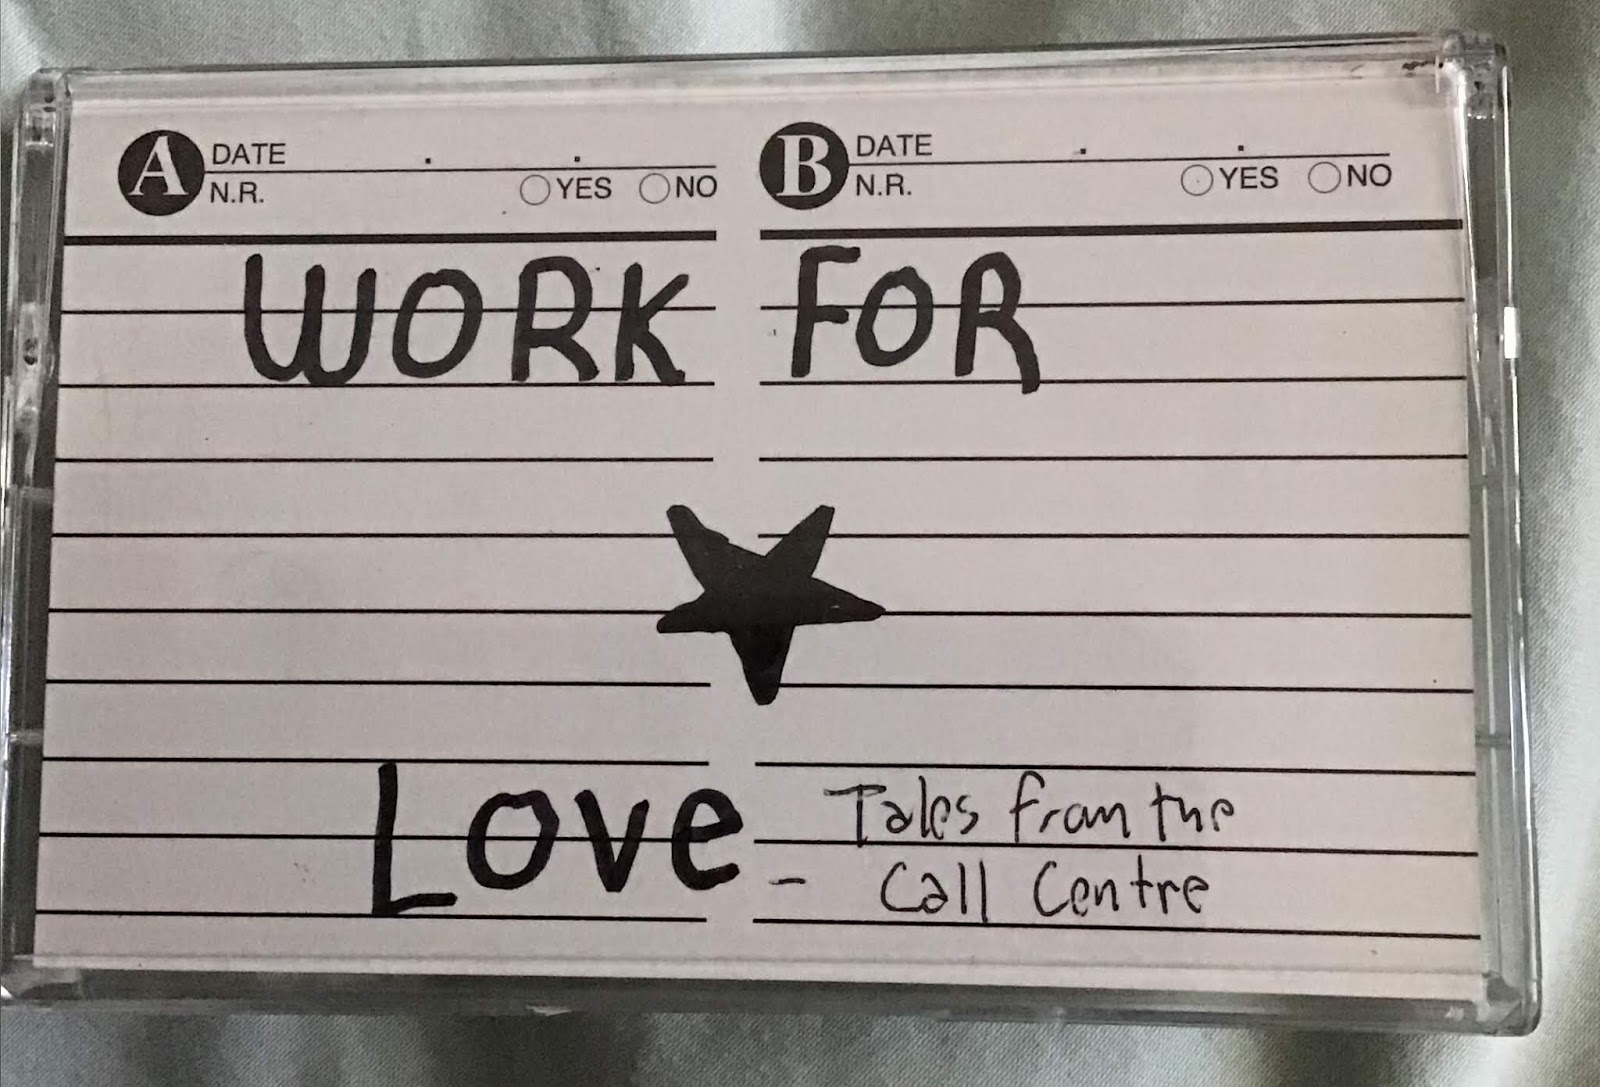 A DATE . . B DATE . .
N.R. YES NO N.R. YES NO
WORK FOR
Love - Tales from the
Call Centre